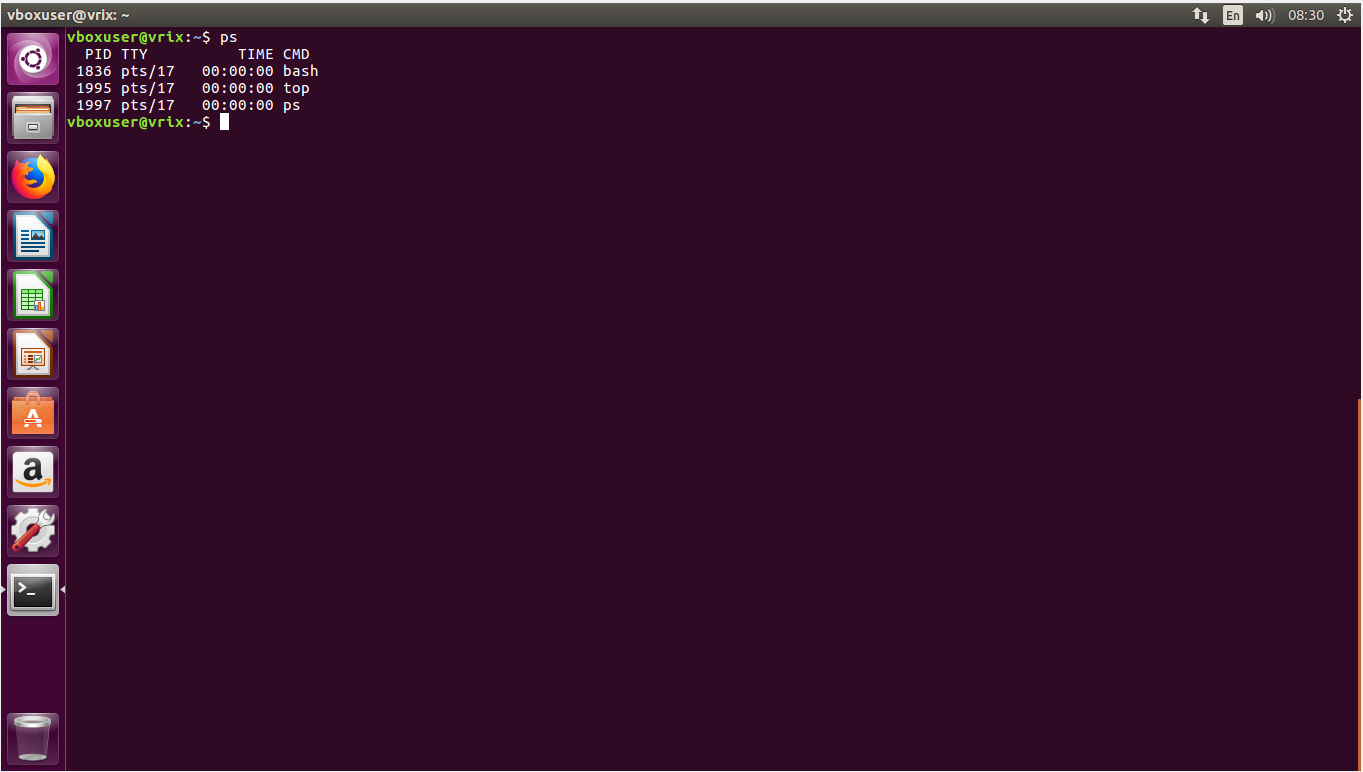 vboxuser@vrix: ~
En
08:30
vboxuser@vrix:~$ ps
  PID TTY          TIME CMD
 1836 pts/17   00:00:00 bash
 1995 pts/17   00:00:00 top
 1997 pts/17   00:00:00 ps
vboxuser@vrix:~$